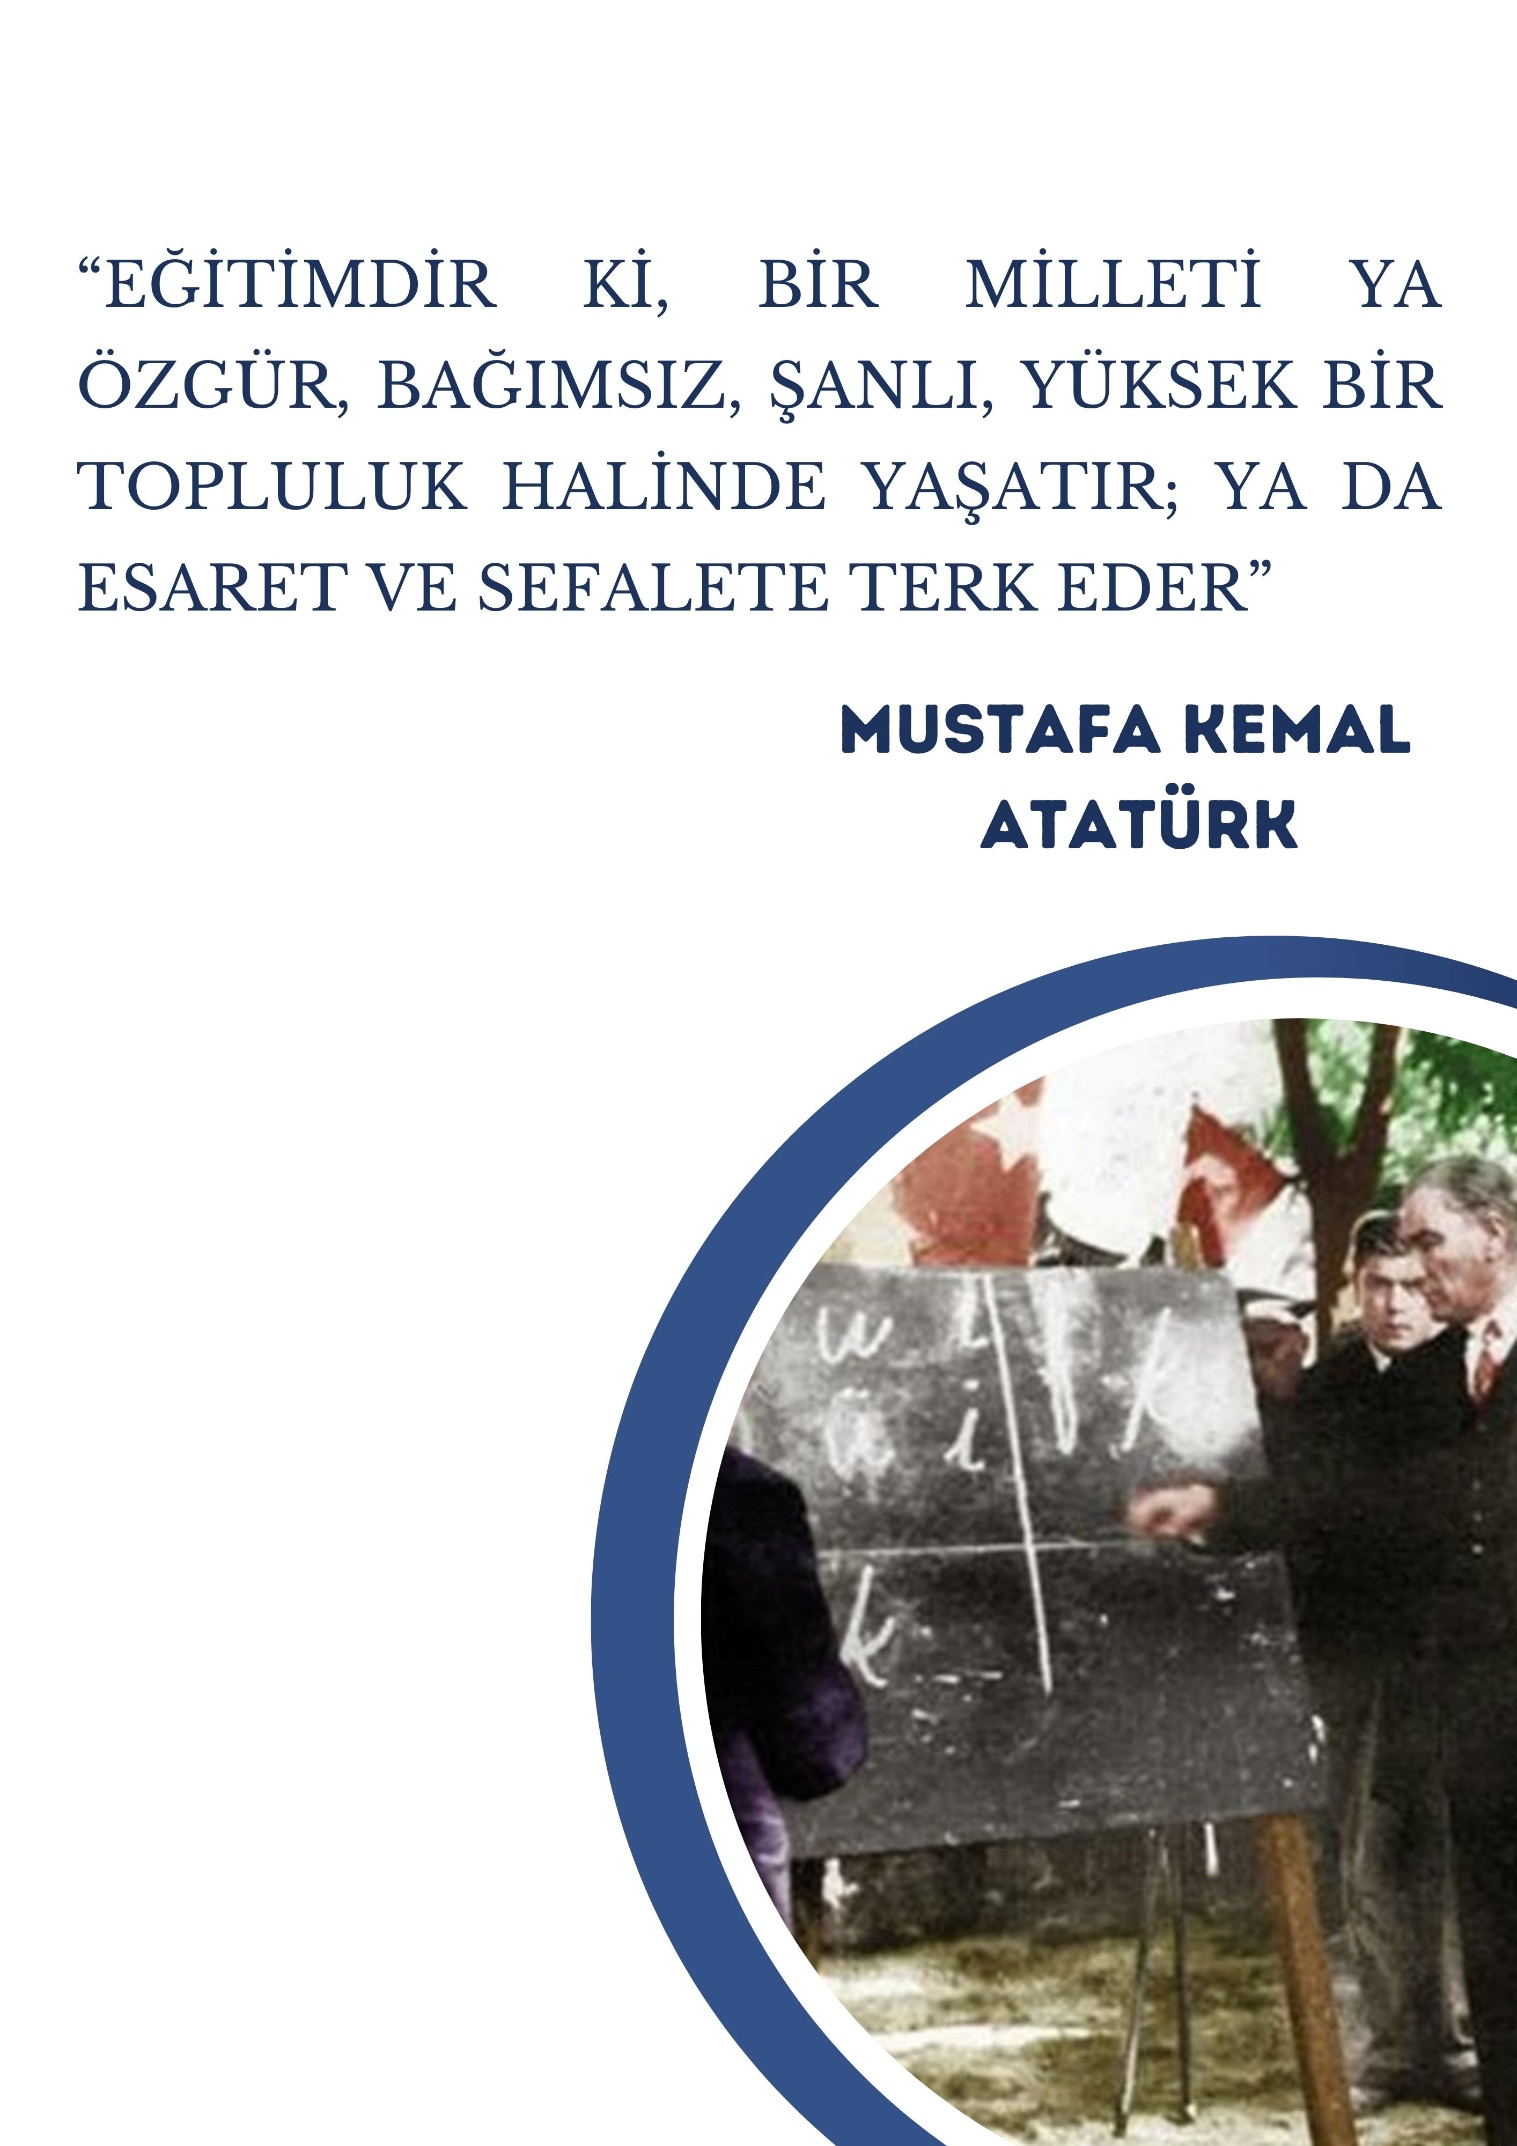 “EĞİTİMDİR Kİ, BİR MİLLETİ YA
ÖZGÜR, BAĞIMSIZ, ŞANLI, YÜKSEK BİR
TOPLULUK HALİNDE YAŞATIR; YA DA
ESARET VE SEFALETE TERK EDER”
MUSTAFA KEMAL
ATATÜRK
ü i
k